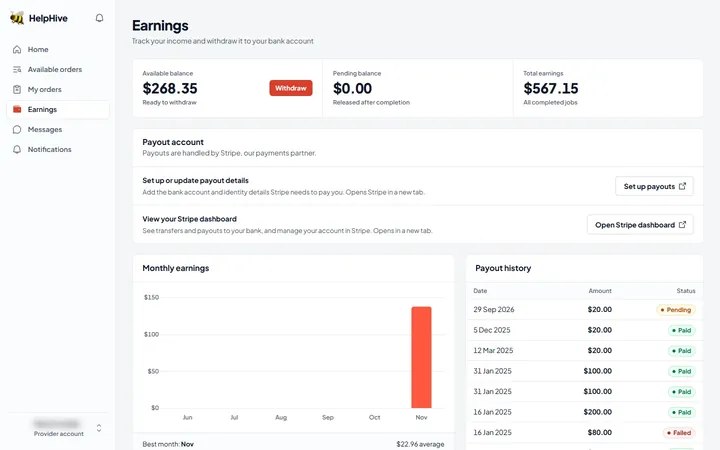 HelpHive
Home
Available orders
My orders
Earnings
Messages
Notifications
Provider account
Earnings
Track your income and withdraw it to your bank account
Available balance
$268.35
Ready to withdraw
Withdraw
Pending balance
$0.00
Released after completion
Total earnings
$567.15
All completed jobs
Payout account
Payouts are handled by Stripe, our payments partner.
Set up or update payout details
Add the bank account and identity details Stripe needs to pay you. Opens Stripe in a new tab.
Set up payouts
View your Stripe dashboard
See transfers and payouts to your bank, and manage your account in Stripe. Opens in a new tab.
Open Stripe dashboard
Monthly earnings
$150
$100
$50
$0
Jun Jul Aug Sep Oct Nov
Best month: Nov $22.96 average
Payout history
Date Amount Status
29 Sep 2026 $20.00 Pending
5 Dec 2025 $20.00 Paid
12 Mar 2025 $20.00 Paid
31 Jan 2025 $100.00 Paid
31 Jan 2025 $100.00 Paid
16 Jan 2025 $200.00 Paid
16 Jan 2025 $80.00 Failed